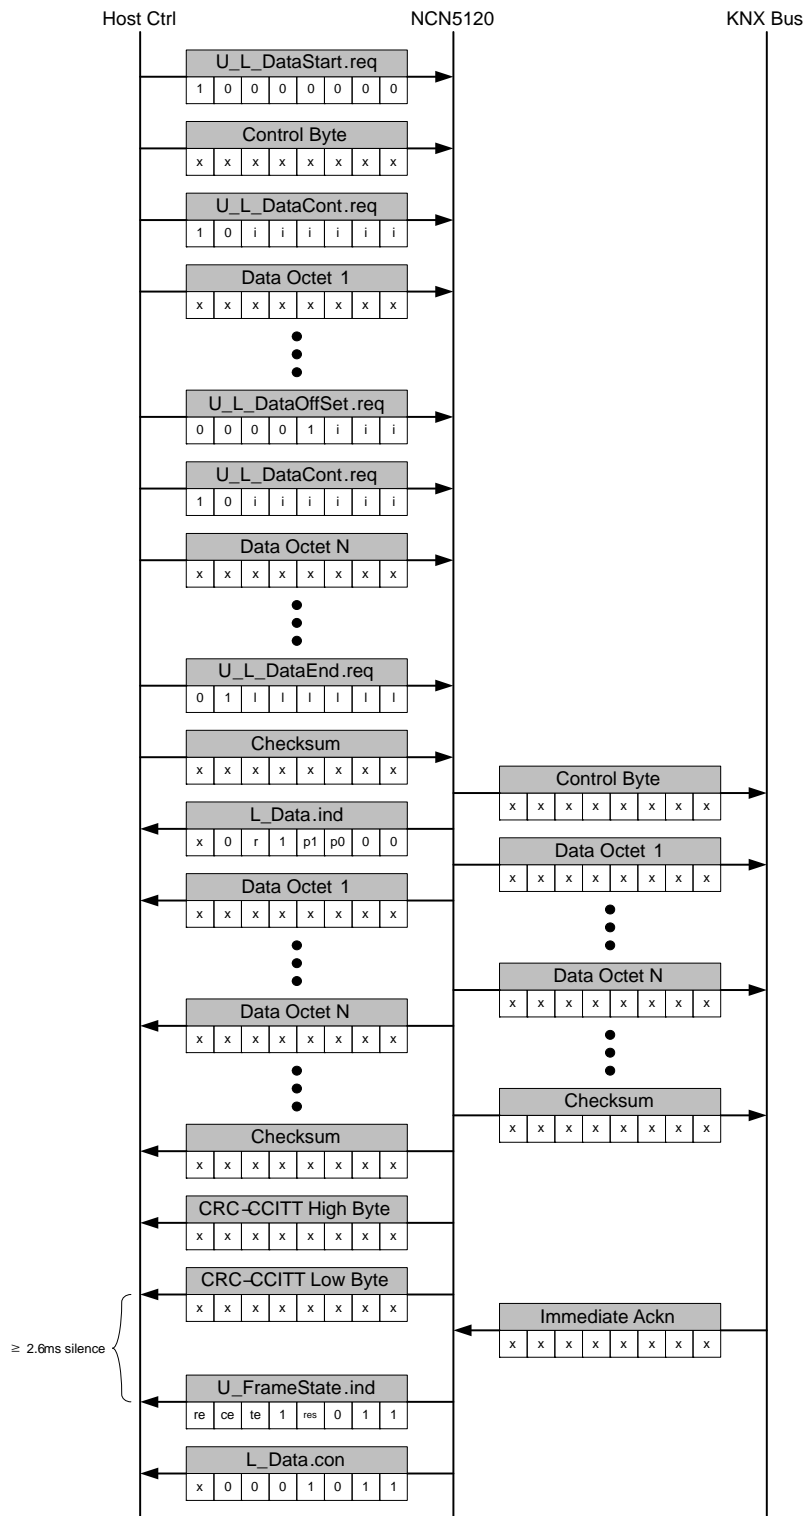 Host Ctrl NCN5120 KNX Bus
U_L_DataStart.req
1 0 0 0 0 0 0 0
Control Byte
x x x x x x x x
U_L_DataCont.req
1 0 i i i i i i
Data Octet 1
x x x x x x x x
U_L_DataOffSet.req
0 0 0 0 1 i i i
U_L_DataCont.req
1 0 i i i i i i
Data Octet N
x x x x x x x x
U_L_DataEnd.req
0 1 l l l l l l
Checksum
x x x x x x x x
Control Byte
x x x x x x x x
L_Data.ind
x 0 r 1 p1 p0 0 0
Data Octet 1
x x x x x x x x
Data Octet 1
x x x x x x x x
Data Octet N
x x x x x x x x
Data Octet N
x x x x x x x x
Checksum
x x x x x x x x
Checksum
x x x x x x x x
CRC-CCITT High Byte
x x x x x x x x
CRC-CCITT Low Byte
x x x x x x x x
Immediate Ackn
x x x x x x x x
≥ 2.6ms silence
U_FrameState.ind
re ce te 1 res 0 1 1
L_Data.con
x 0 0 0 1 0 1 1